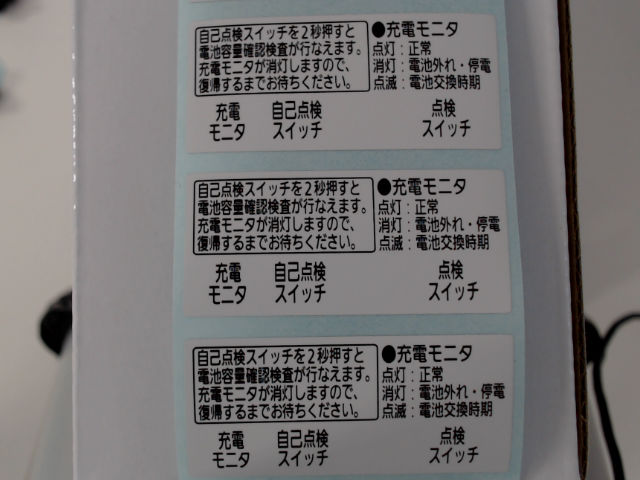 自己点検スイッチを2秒押すと
電池容量確認検査が行なえます。
充電モニタが消灯しますので、
復帰するまでお待ちください。
●充電モニタ
点灯：正常
消灯：電池外れ・停電
点滅：電池交換時期
充電
モニタ
自己点検
スイッチ
点検
スイッチ
自己点検スイッチを2秒押すと
電池容量確認検査が行なえます。
充電モニタが消灯しますので、
復帰するまでお待ちください。
●充電モニタ
点灯：正常
消灯：電池外れ・停電
点滅：電池交換時期
充電
モニタ
自己点検
スイッチ
点検
スイッチ
自己点検スイッチを2秒押すと
電池容量確認検査が行なえます。
充電モニタが消灯しますので、
復帰するまでお待ちください。
●充電モニタ
点灯：正常
消灯：電池外れ・停電
点滅：電池交換時期
充電
モニタ
自己点検
スイッチ
点検
スイッチ